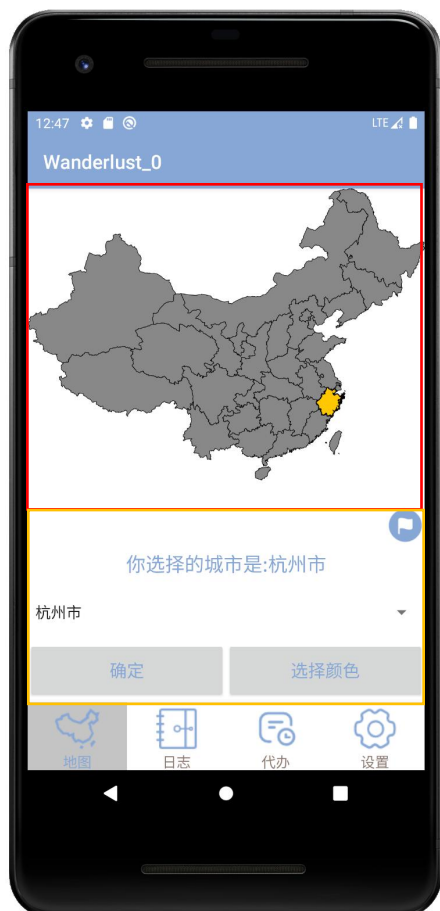 12:47 LTE
Wanderlust_0
你选择的城市是:杭州市
杭州市
确定 选择颜色
地图 日志 代办 设置